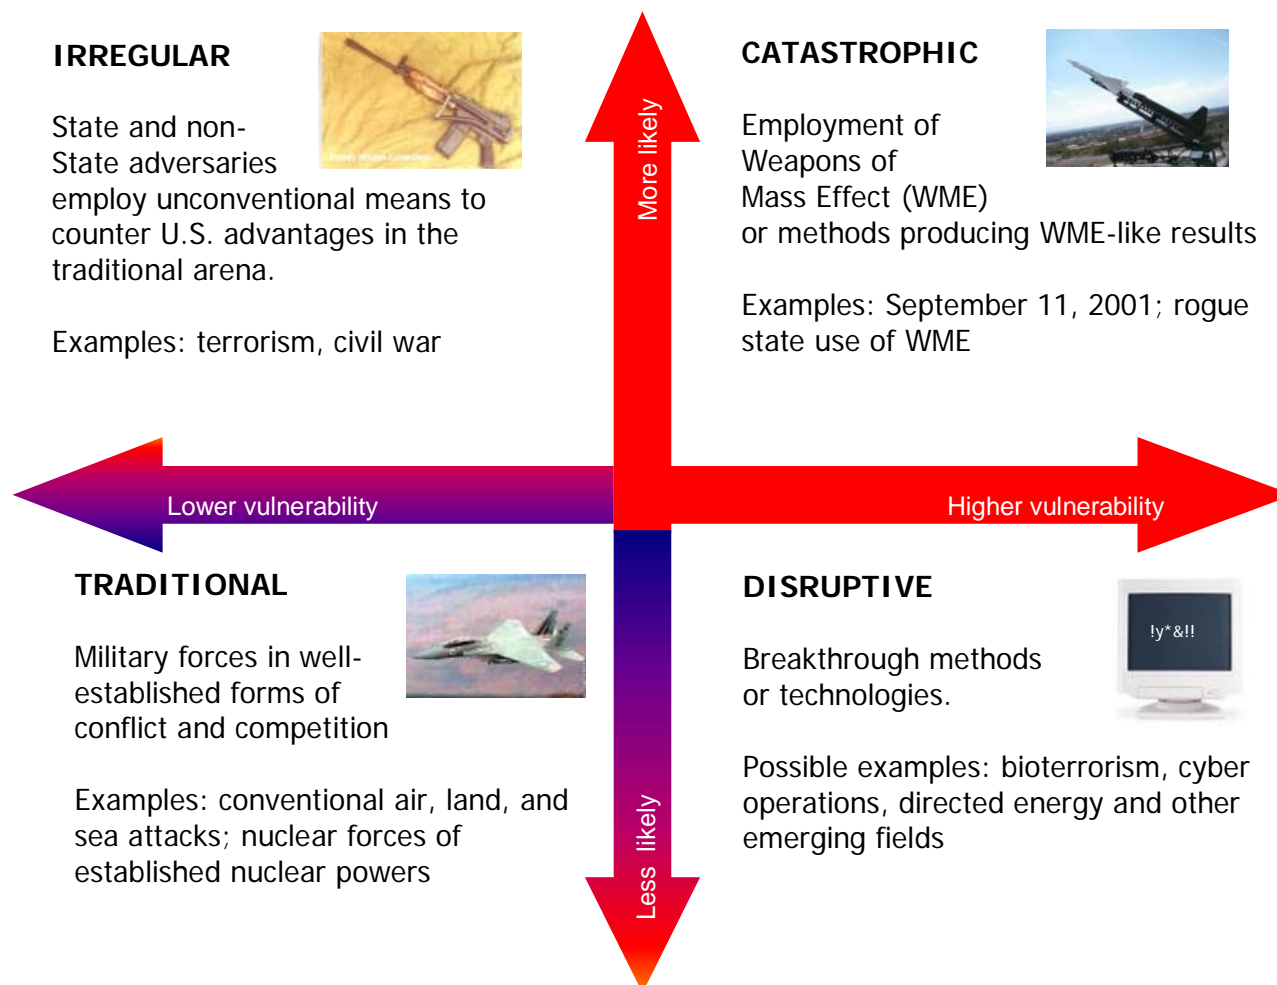 IRREGULAR
State and non-
State adversaries
employ unconventional means to
counter U.S. advantages in the
traditional arena.
Examples: terrorism, civil war
CATASTROPHIC
Employment of
Weapons of
Mass Effect (WME)
or methods producing WME-like results
Examples: September 11, 2001; rogue
state use of WME
More likely
Lower vulnerability
Higher vulnerability
Less likely
TRADITIONAL
Military forces in well-
established forms of
conflict and competition
Examples: conventional air, land, and
sea attacks; nuclear forces of
established nuclear powers
DISRUPTIVE
!y*&!!
Breakthrough methods
or technologies.
Possible examples: bioterrorism, cyber
operations, directed energy and other
emerging fields